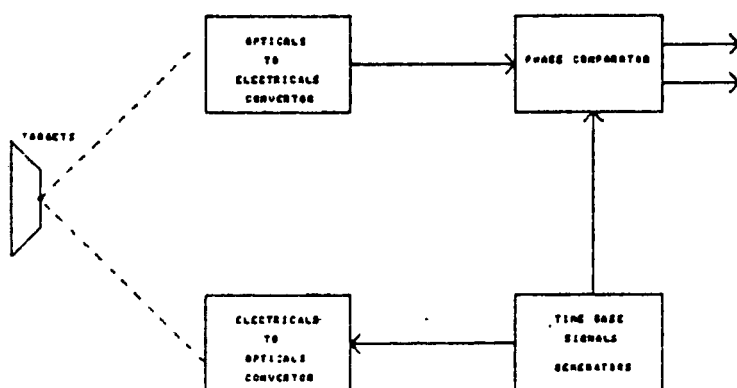 OPTICALS
TO
ELECTRICALS
CONVERTOR
PHASE COMPARATOR
TARGETS
ELECTRICALS
TO
OPTICALS
CONVERTOR
TIME BASE
SIGNALS
GENERATORS